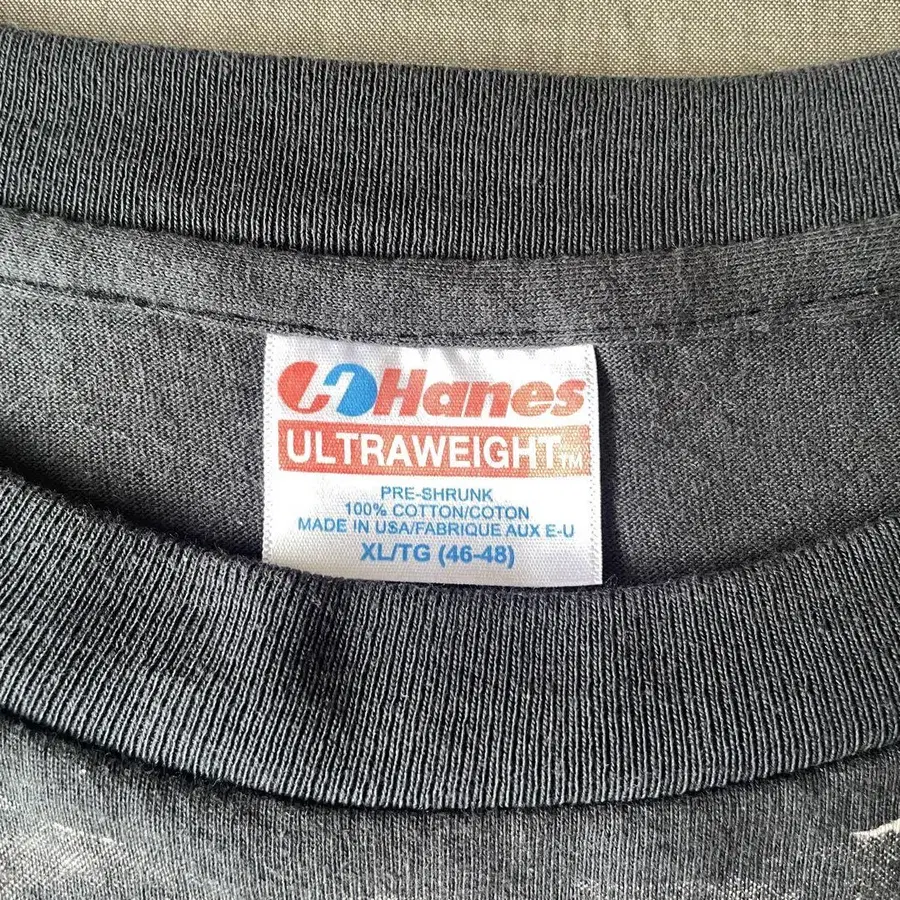 Hanes
ULTRAWEIGHT™
PRE-SHRUNK
100% COTTON/COTON
MADE IN USA/FABRIQUE AUX E-U
XL/TG (46-48)